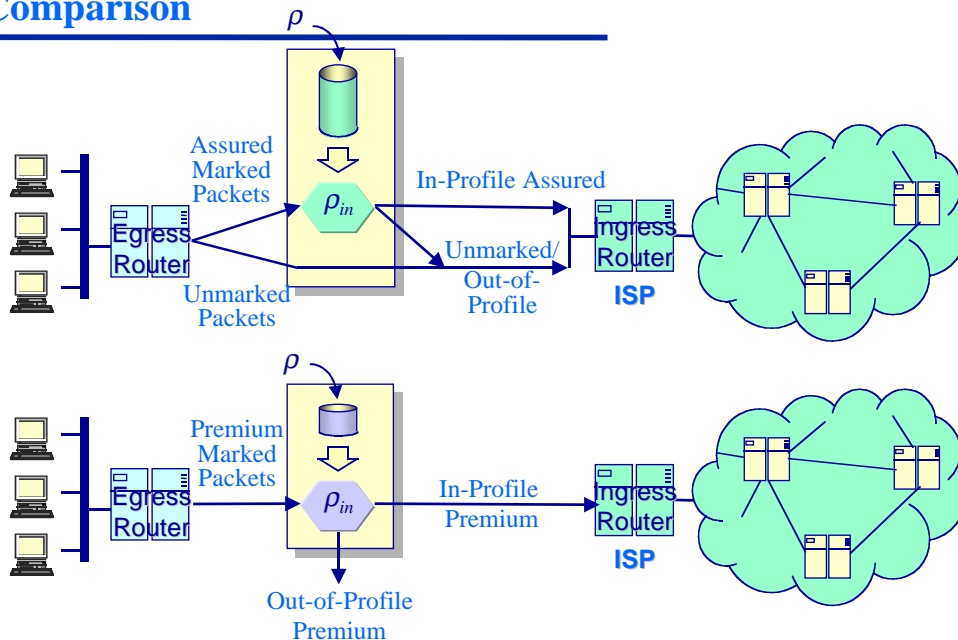 Comparison
ρ
Assured
Marked
Packets
In-Profile Assured
ρin
Egress
Router
Unmarked/
Out-of-
Profile
Ingress
Router
ISP
Unmarked
Packets
ρ
Premium
Marked
Packets
ρin
In-Profile
Premium
Egress
Router
Ingress
Router
ISP
Out-of-Profile
Premium